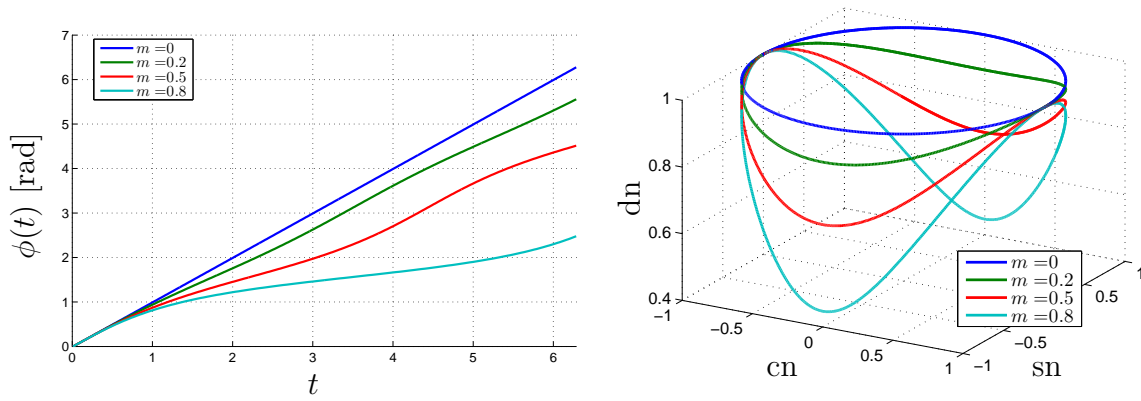 7
6
5
4
3
2
1
0
ϕ(t) [rad]
m =0
m =0.2
m =0.5
m =0.8
0 1 2 3 4 5 6
t
1
0.8
0.6
0.4
dn
−1 −0.5 0 0.5 1
cn
−1 −0.5 0.5 1
sn
m =0
m =0.2
m =0.5
m =0.8